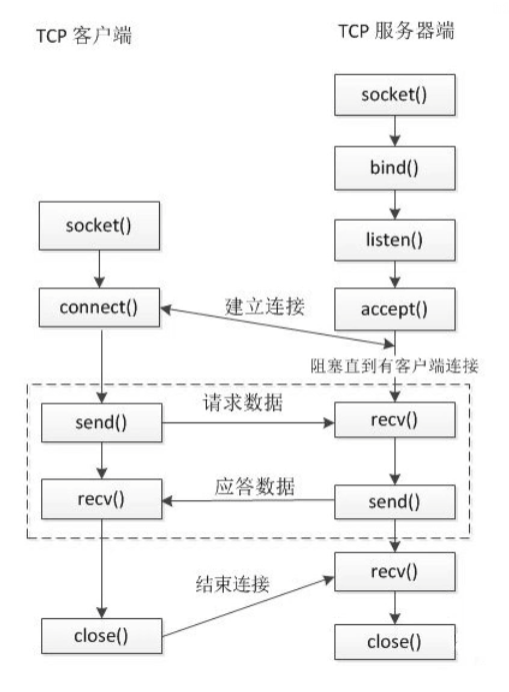 TCP 客户端
TCP 服务器端
socket()
bind()
socket()
listen()
connect()
建立连接
accept()
阻塞直到有客户端连接
send()
请求数据
recv()
recv()
应答数据
send()
结束连接
recv()
close()
close()